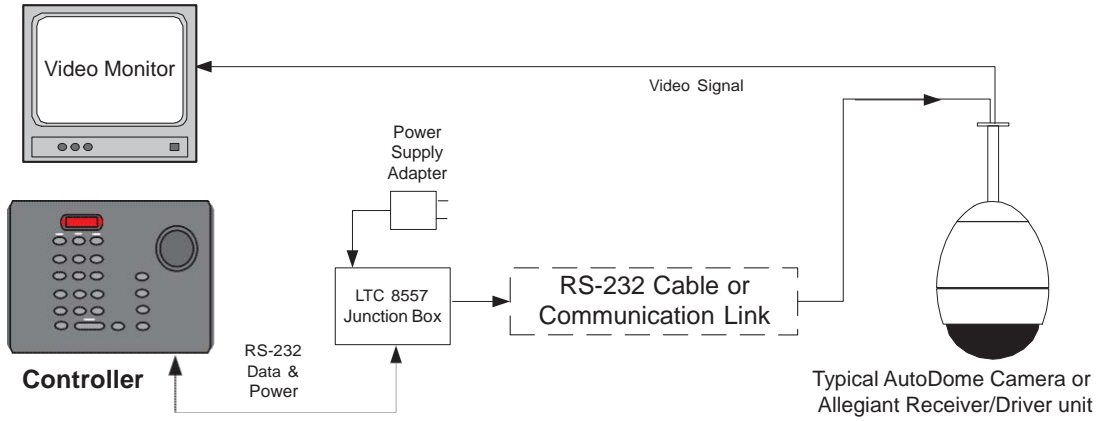 Video Monitor
Video Signal
Power
Supply
Adapter
LTC 8557
Junction Box
RS-232 Cable or
Communication Link
RS-232
Data &
Power
Controller
Typical AutoDome Camera or
Allegiant Receiver/Driver unit